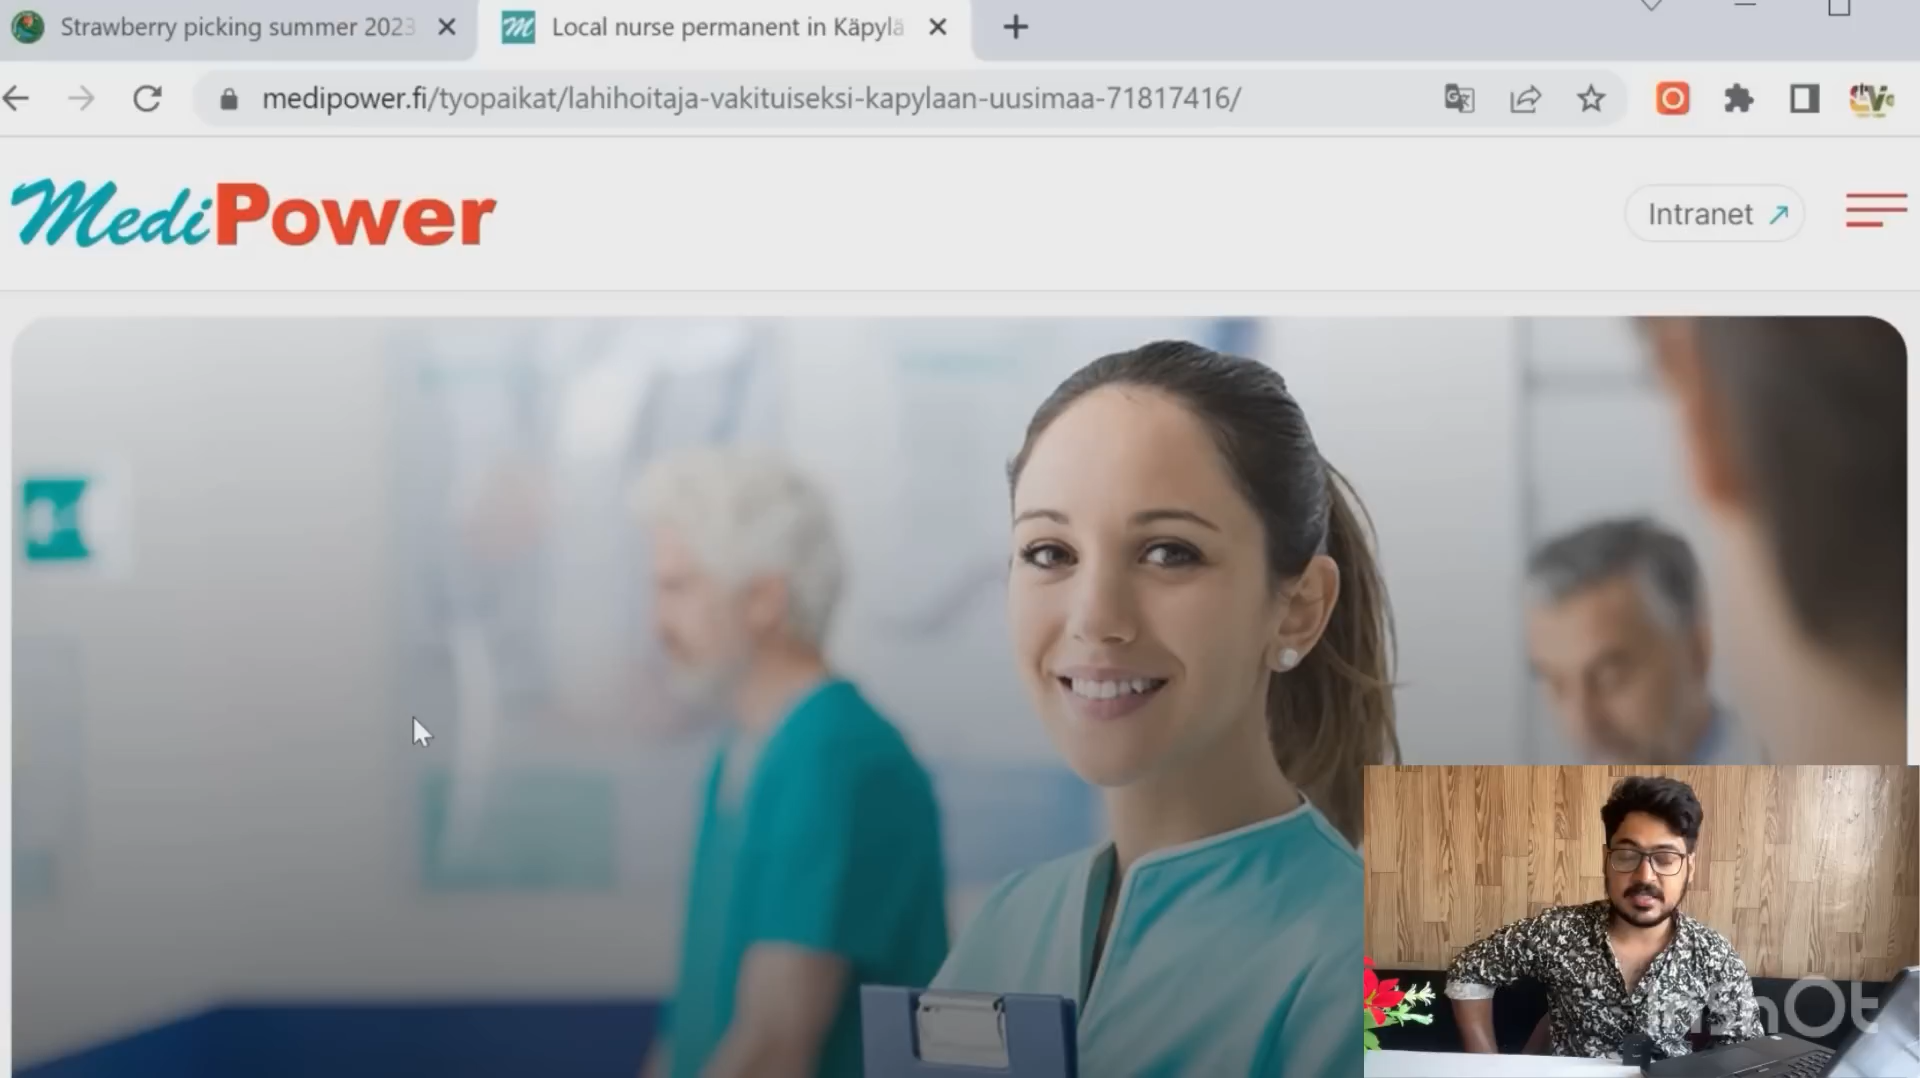 Strawberry picking summer 2023
Local nurse permanent in Käpylä
medipower.fi/tyopaikat/lahihoitaja-vakituiseksi-kapylaan-uusimaa-71817416/
MediPower
Intranet